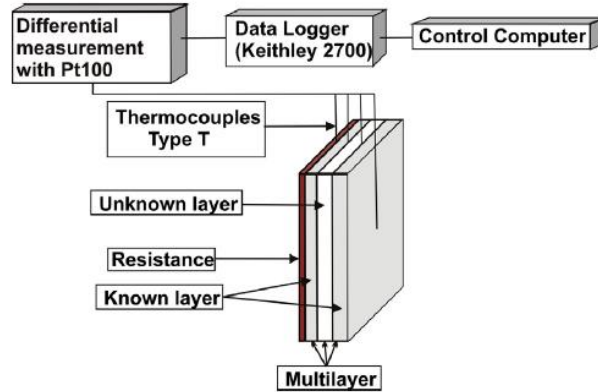 Differential
measurement
with Pt100
Data Logger
(Keithley 2700)
Control Computer
Thermocouples
Type T
Unknown layer
Resistance
Known layer
Multilayer